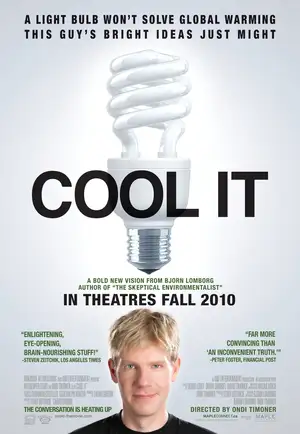 A LIGHT BULB WON'T SOLVE GLOBAL WARMING
THIS GUY'S BRIGHT IDEAS JUST MIGHT
COOL IT
A BOLD NEW VISION FROM BJORN LOMBORG
AUTHOR OF "THE SKEPTICAL ENVIRONMENTALIST"
IN THEATRES FALL 2010
"ENLIGHTENING,
EYE-OPENING,
BRAIN-NOURISHING STUFF!"
-STEVEN ZEITCHIK, LOS ANGELES TIMES
"FAR MORE
CONVINCING THAN
'AN INCONVENIENT TRUTH.'"
-PETER FOSTER, FINANCIAL POST
THE CONVERSATION IS HEATING UP
DIRECTED BY ONDI TIMONER